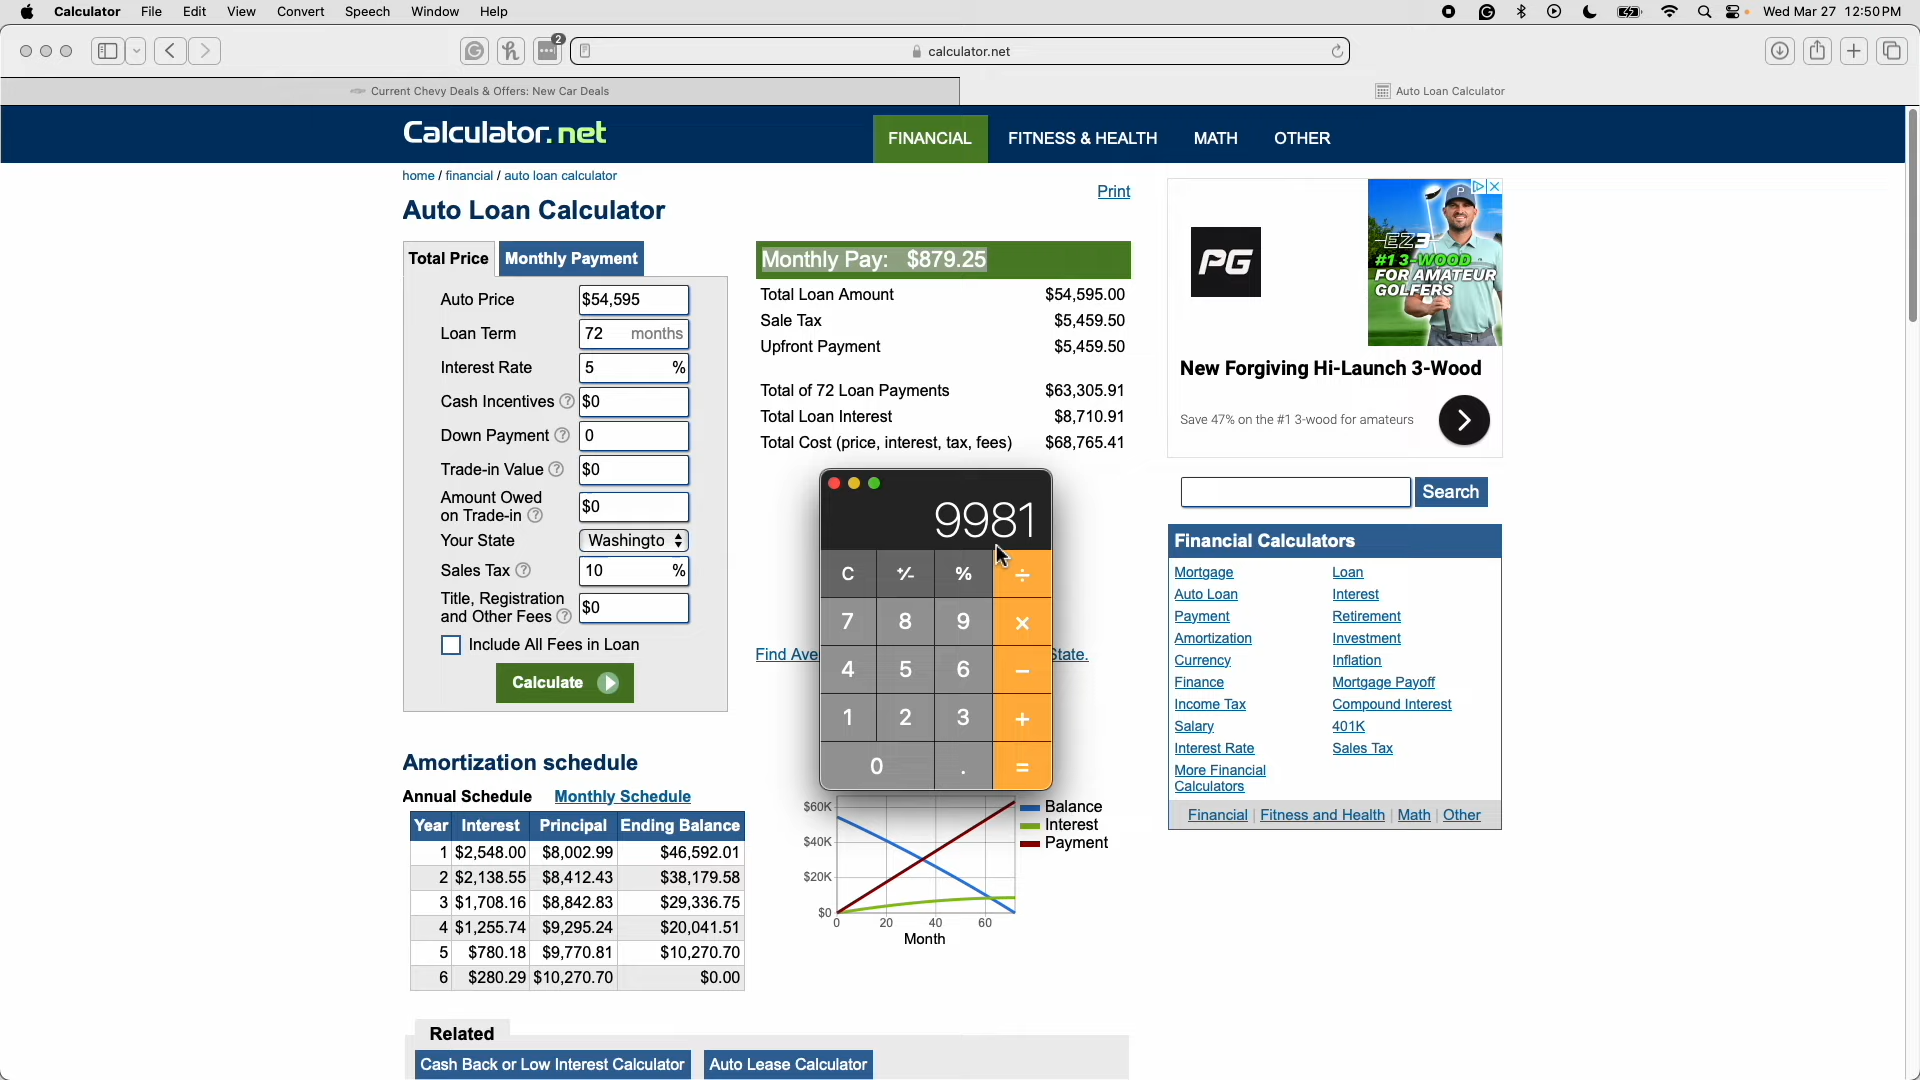 Calculator File Edit View Convert Speech Window Help Wed Mar 27 12:50 PM
2
calculator.net
Current Chevy Deals & Offers: New Car Deals
Auto Loan Calculator
Calculator.net FINANCIAL FITNESS & HEALTH MATH OTHER
home / financial / auto loan calculator
Print
Auto Loan Calculator
Total Price Monthly Payment
Auto Price $54,595
Loan Term 72 months
Interest Rate 5 %
Cash Incentives ? $0
Down Payment ? 0
Trade-in Value ? $0
Amount Owed
on Trade-in ? $0
Your State Washingto
Sales Tax ? 10 %
Title, Registration
and Other Fees ? $0
Include All Fees in Loan
Calculate
Monthly Pay: $879.25
Total Loan Amount $54,595.00
Sale Tax $5,459.50
Upfront Payment $5,459.50
Total of 72 Loan Payments $63,305.91
Total Loan Interest $8,710.91
Total Cost (price, interest, tax, fees) $68,765.41
9981
C +/- % ÷
7 8 9 ×
4 5 6 −
1 2 3 +
0 . =
Find Ave
State.
P
PG
EZ3
#1 3-WOOD
FOR AMATEUR
GOLFERS
New Forgiving Hi-Launch 3-Wood
Save 47% on the #1 3-wood for amateurs
Search
Financial Calculators
Mortgage Loan
Auto Loan Interest
Payment Retirement
Amortization Investment
Currency Inflation
Finance Mortgage Payoff
Income Tax Compound Interest
Salary 401K
Interest Rate Sales Tax
More Financial
Calculators
Financial | Fitness and Health | Math | Other
Amortization schedule
Annual Schedule Monthly Schedule
Year Interest Principal Ending Balance
1 $2,548.00 $8,002.99 $46,592.01
2 $2,138.55 $8,412.43 $38,179.58
3 $1,708.16 $8,842.83 $29,336.75
4 $1,255.74 $9,295.24 $20,041.51
5 $780.18 $9,770.81 $10,270.70
6 $280.29 $10,270.70 $0.00
$60K
$40K
$20K
$0
0 20 40 60
Month
Balance
Interest
Payment
Related
Cash Back or Low Interest Calculator Auto Lease Calculator